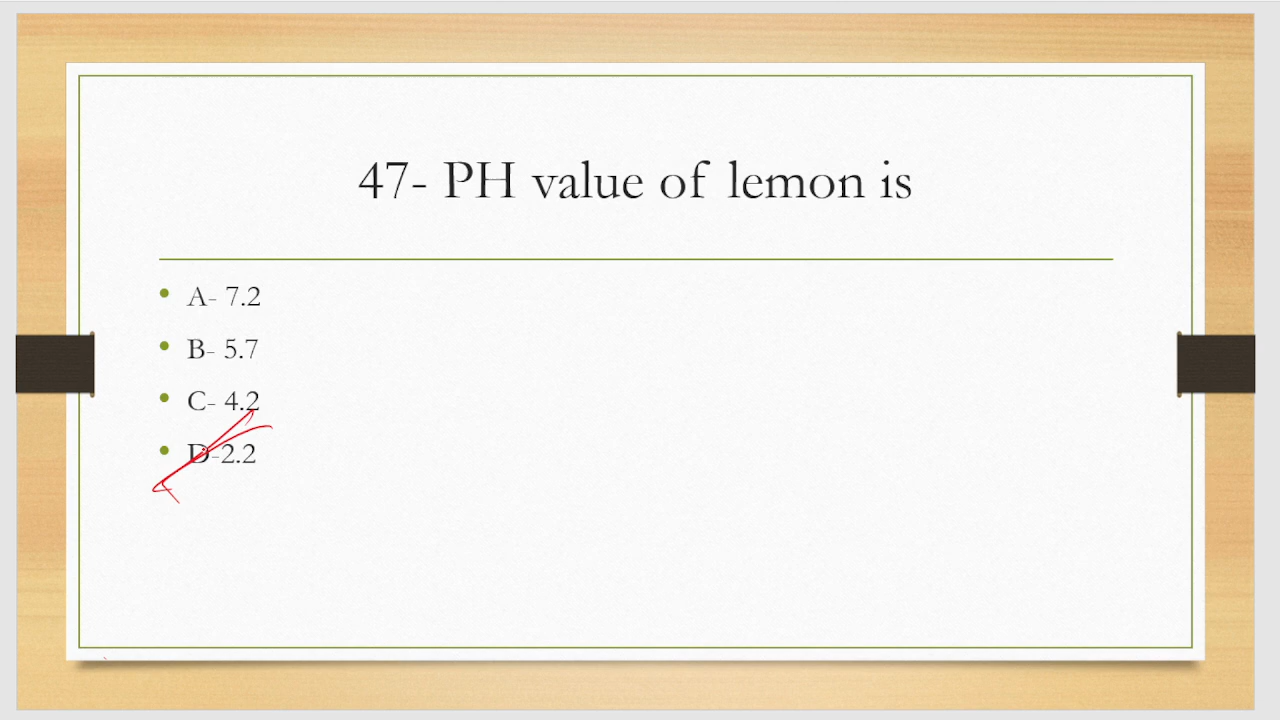 47- PH value of lemon is
A- 7.2
B- 5.7
C- 4.2
D-2.2